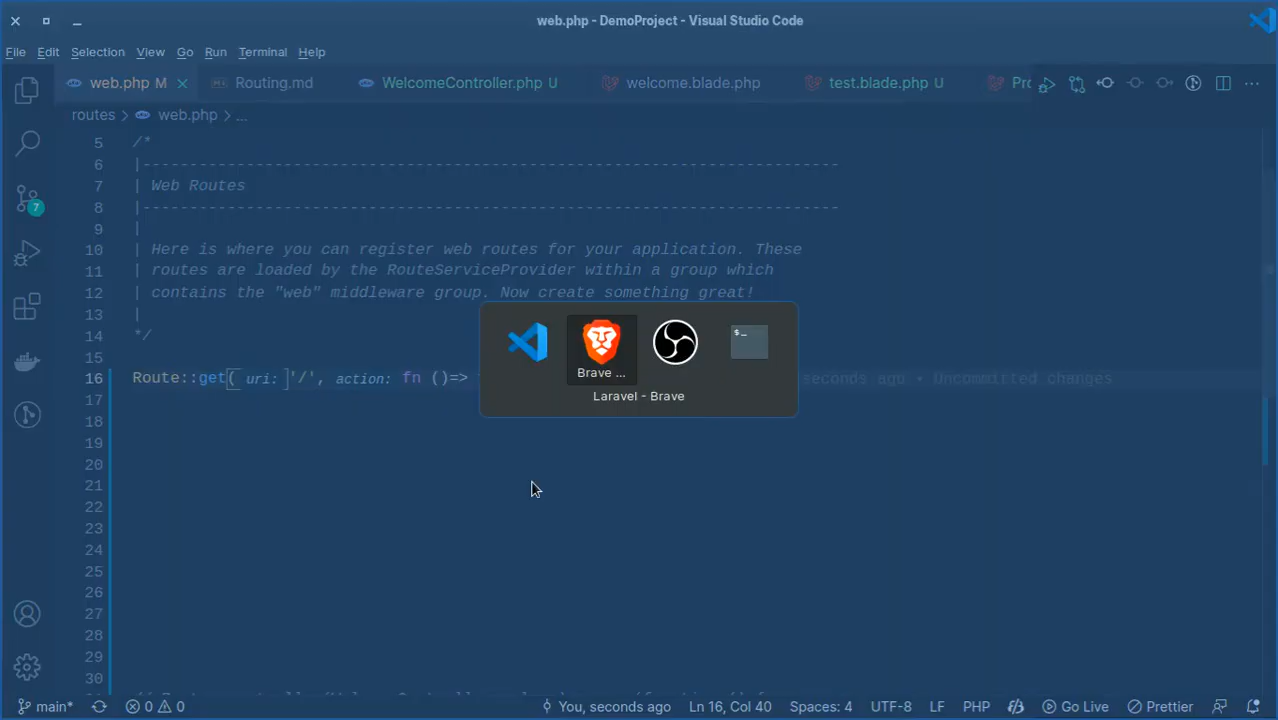 web.php - DemoProject - Visual Studio Code
File Edit Selection View Go Run Terminal Help
web.php M Routing.md WelcomeController.php U welcome.blade.php test.blade.php U Pro
routes > web.php > ...
5 /*
6 |--------------------------------------------------------------------------
7 | Web Routes
8 |--------------------------------------------------------------------------
9 |
10 | Here is where you can register web routes for your application. These
11 | routes are loaded by the RouteServiceProvider within a group which
12 | contains the "web" middleware group. Now create something great!
13 |
14 */
15
16 Route::get( uri: '/', action: fn ()=> seconds ago • Uncommitted changes
17
18
19
20
21
22
23
24
25
26
27
28
29
30
$_
Brave ...
Laravel - Brave
7
main* 0 0 You, seconds ago Ln 16, Col 40 Spaces: 4 UTF-8 LF PHP Go Live Prettier